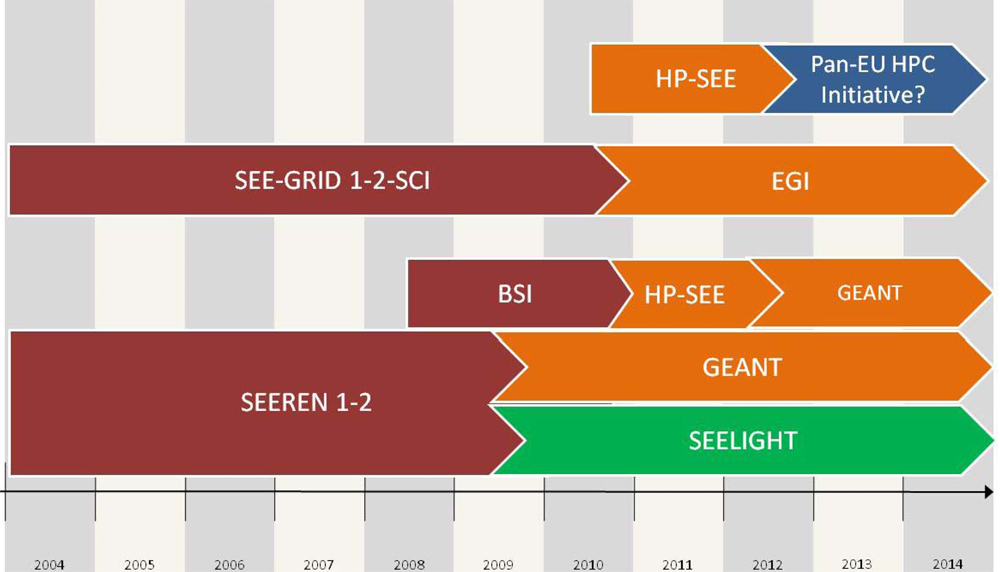 HP-SEE
Pan-EU HPC
Initiative?
SEE-GRID 1-2-SCI
EGI
BSI
HP-SEE
GEANT
SEEREN 1-2
GEANT
SEELIGHT
2004 2005 2006 2007 2008 2009 2010 2011 2012 2013 2014